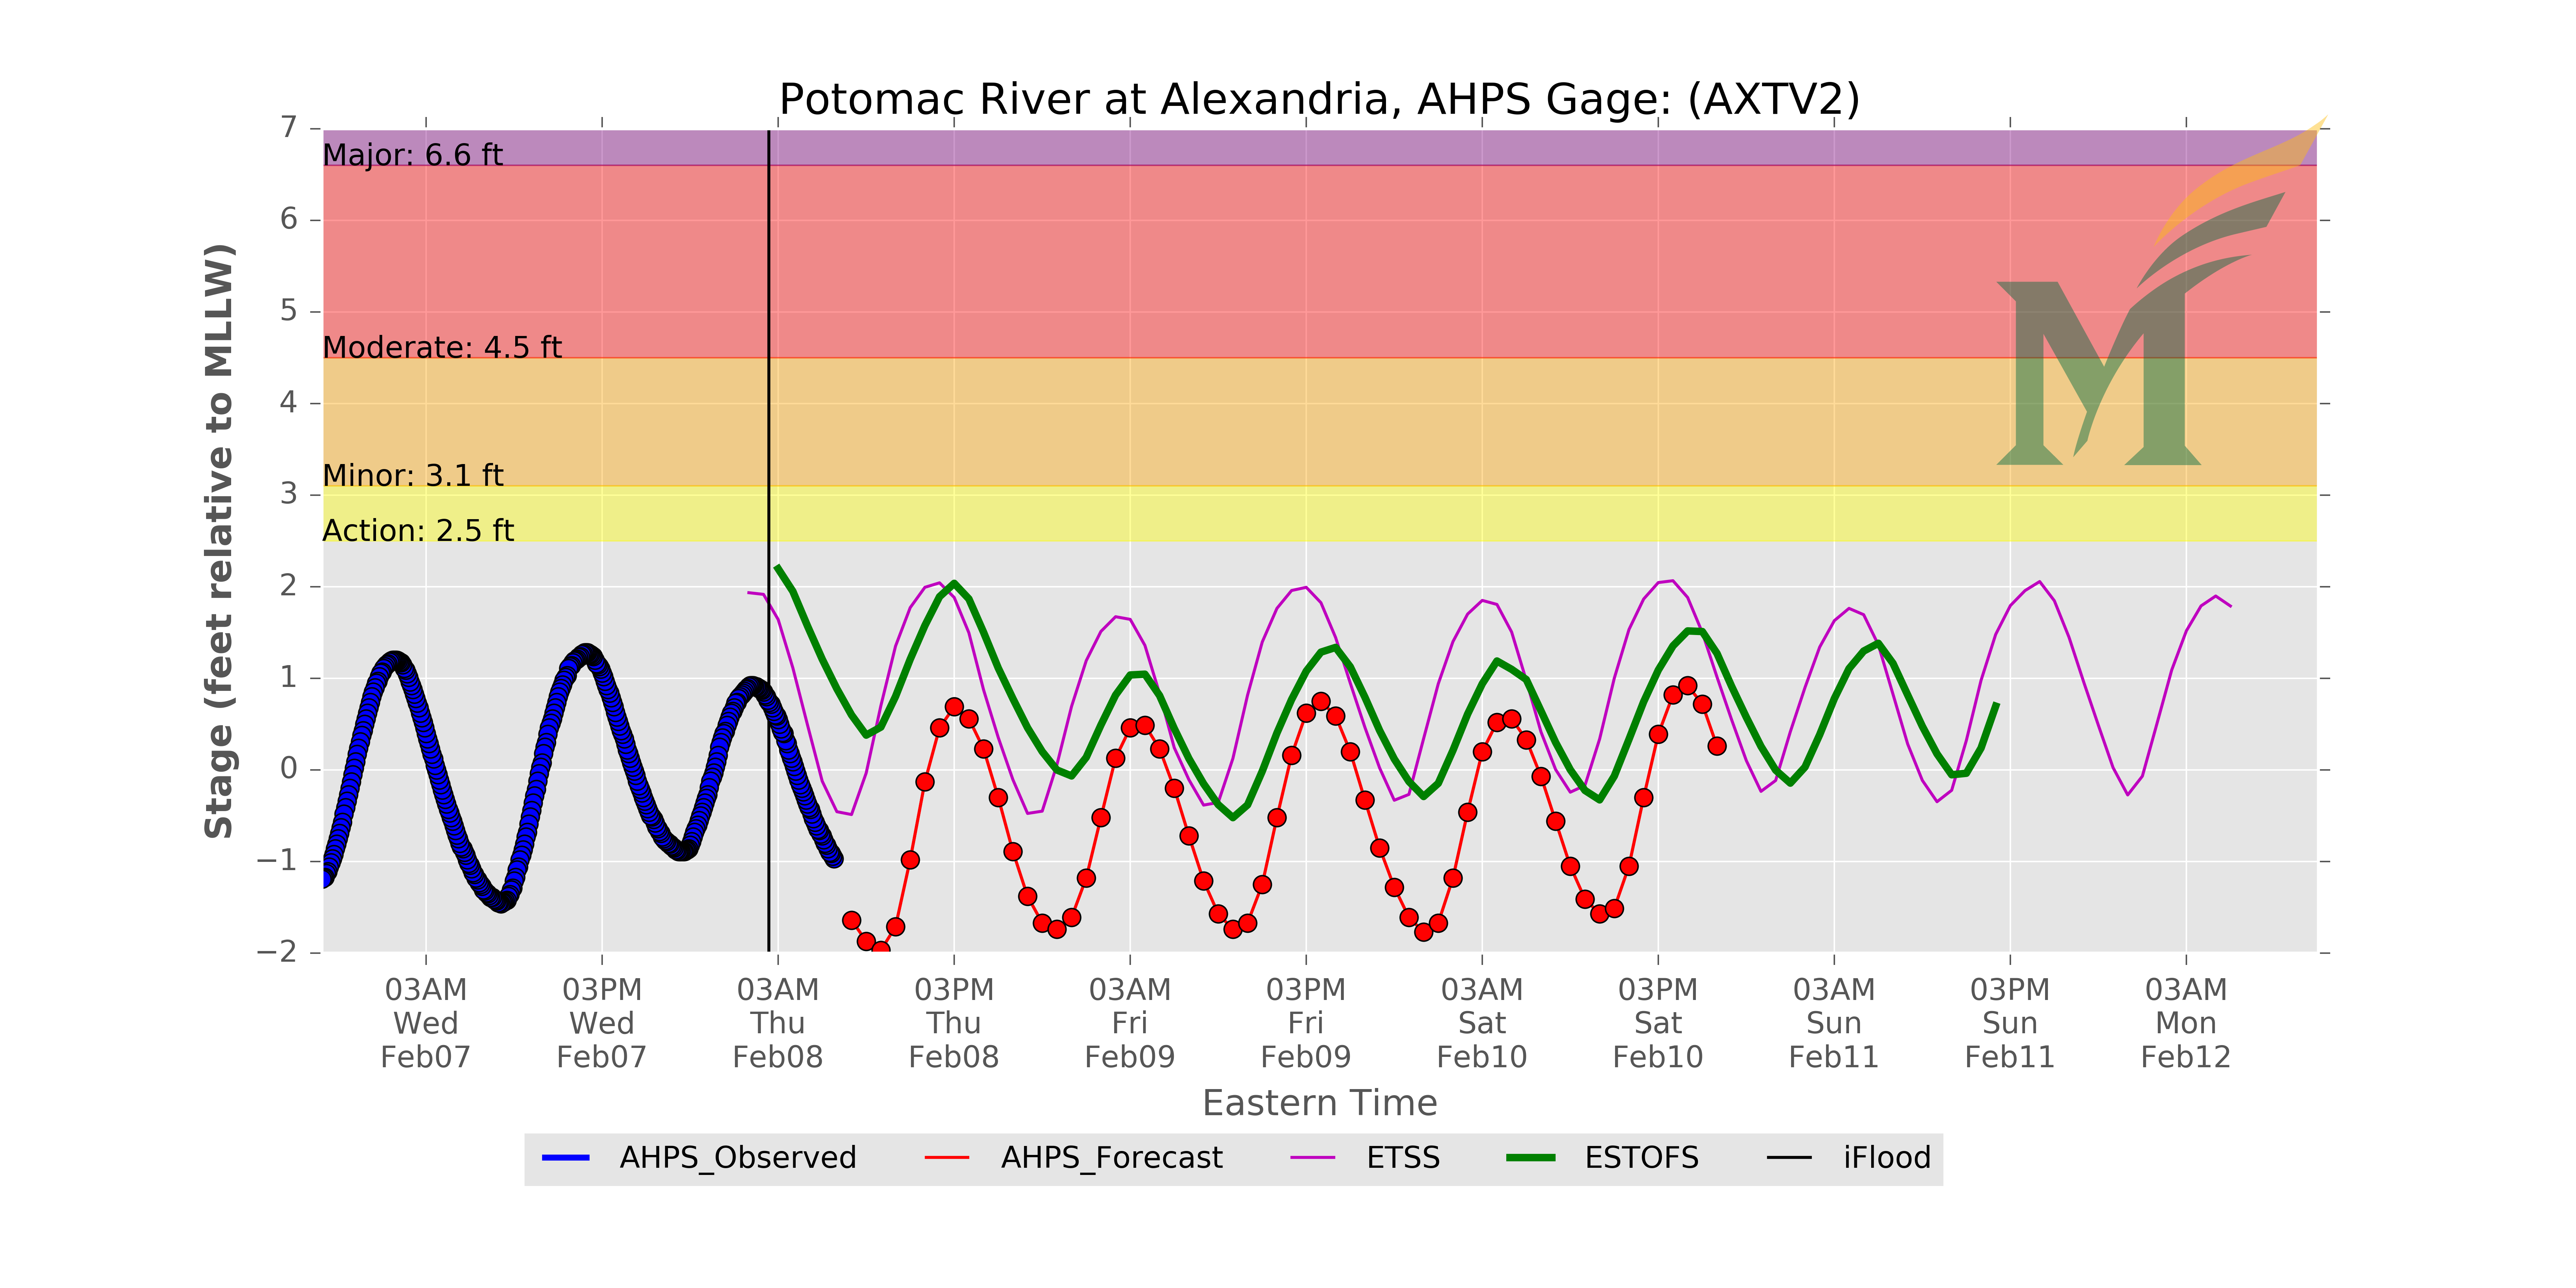 Potomac River at Alexandria, AHPS Gage: (AXTV2)
7
6
5
4
3
2
1
0
−1
−2
Stage (feet relative to MLLW)
Major: 6.6 ft
Moderate: 4.5 ft
Minor: 3.1 ft
Action: 2.5 ft
03AM 03PM 03AM 03PM 03AM 03PM 03AM 03PM 03AM 03PM 03AM
Wed Wed Thu Thu Fri Fri Sat Sat Sun Sun Mon
Feb07 Feb07 Feb08 Feb08 Feb09 Feb09 Feb10 Feb10 Feb11 Feb11 Feb12
Eastern Time
AHPS_Observed AHPS_Forecast ETSS ESTOFS iFlood